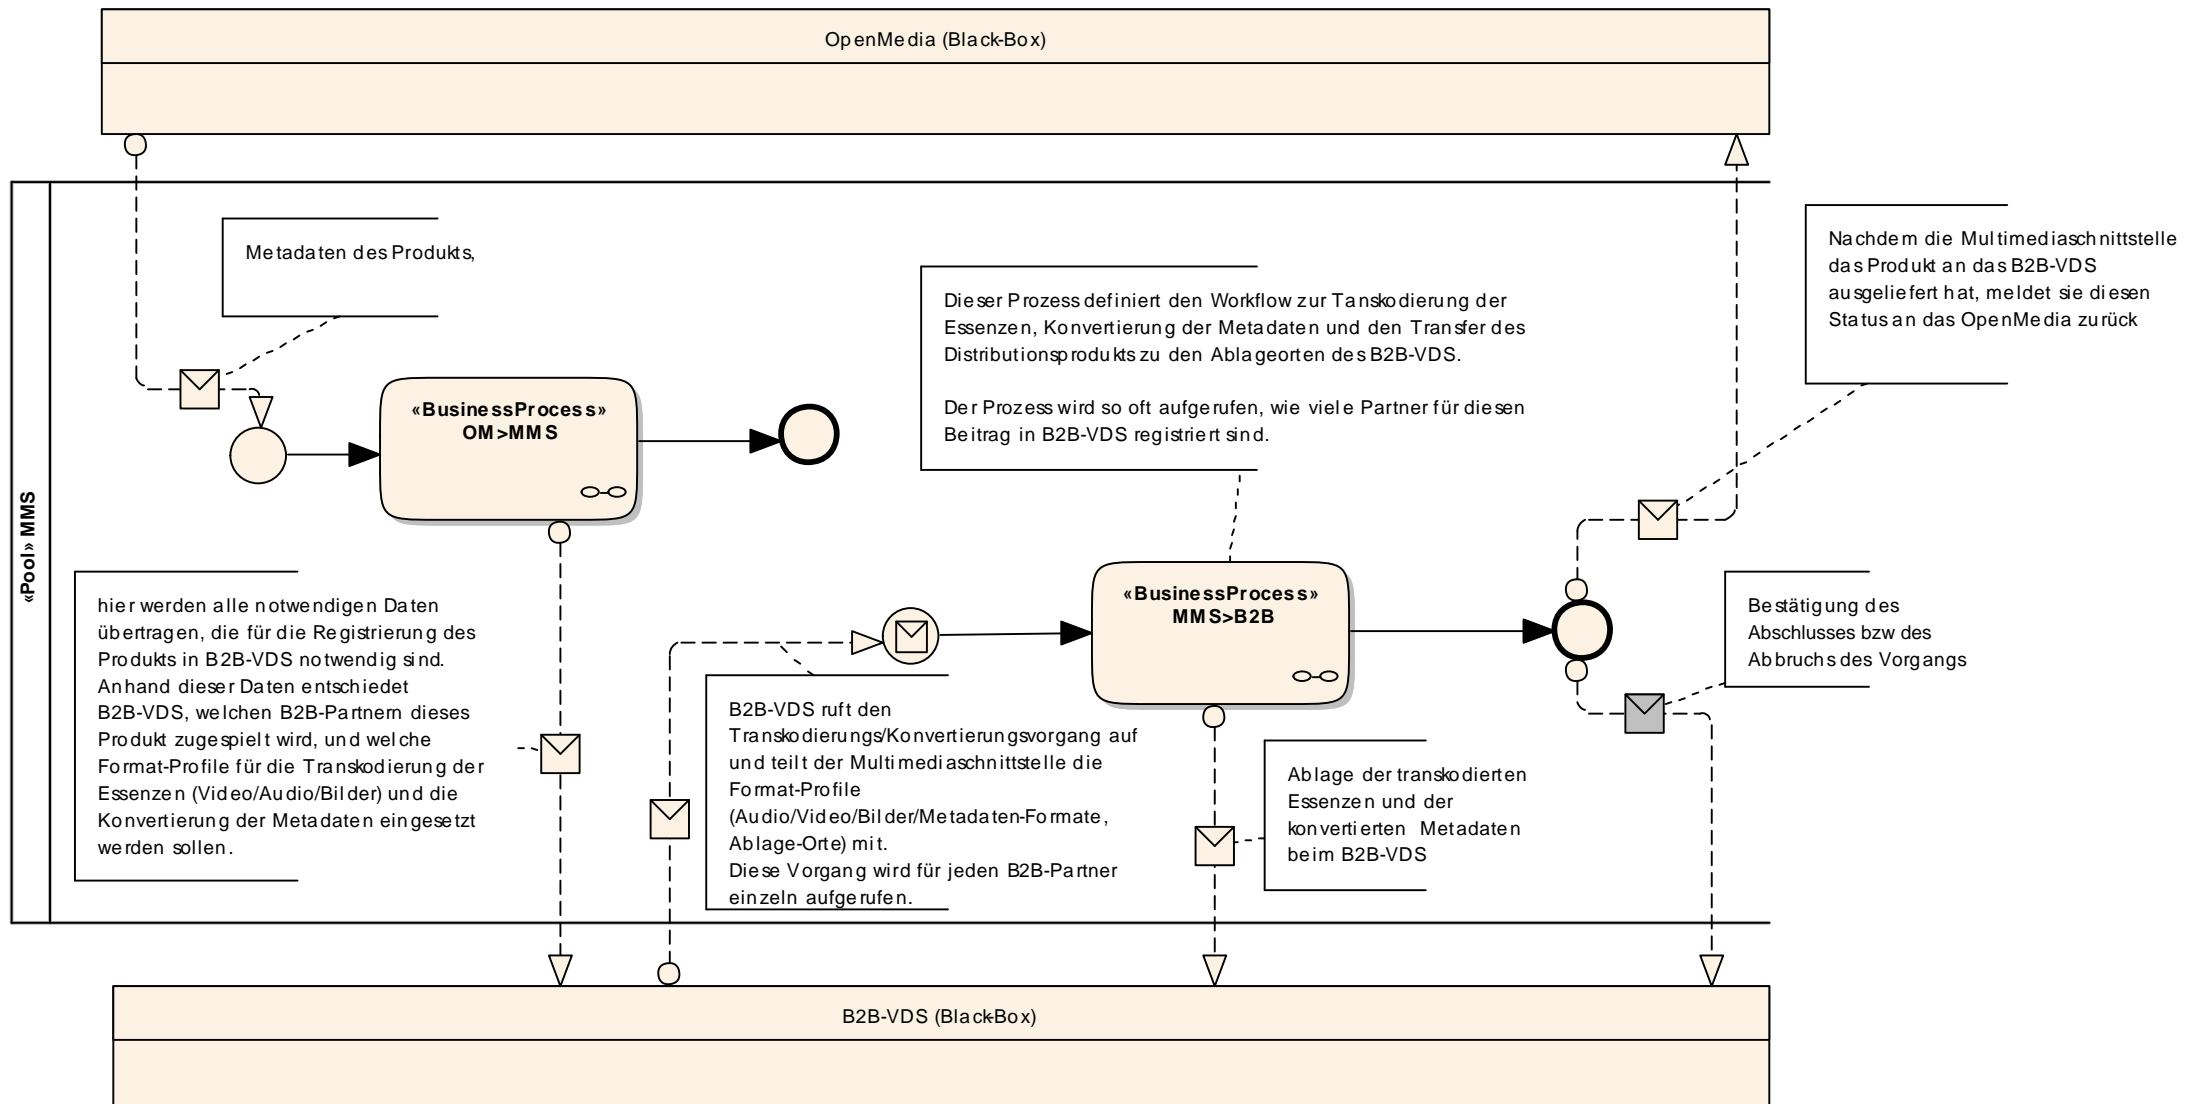 OpenMedia (Black-Box)
«Pool» MMS
Metadaten des Produkts,
«BusinessProcess»
OM>MMS
Dieser Prozess definiert den Workflow zur Tanskodierung der
Essenzen, Konvertierung der Metadaten und den Transfer des
Distributionsprodukts zu den Ablageorten des B2B-VDS.
Der Prozess wird so oft aufgerufen, wie viele Partner für diesen
Beitrag in B2B-VDS registriert sind.
Nachdem die Multimediaschnittstelle
das Produkt an das B2B-VDS
ausgeliefert hat, meldet sie diesen
Status an das OpenMedia zurück
hier werden alle notwendigen Daten
übertragen, die für die Registrierung des
Produkts in B2B-VDS notwendig sind.
Anhand dieser Daten entschiedet
B2B-VDS, welchen B2B-Partnern dieses
Produkt zugespielt wird, und welche
Format-Profile für die Transkodierung der
Essenzen (Video/Audio/Bilder) und die
Konvertierung der Metadaten eingesetzt
werden sollen.
«BusinessProcess»
MMS>B2B
Bestätigung des
Abschlusses bzw des
Abbruchs des Vorgangs
B2B-VDS ruft den
Transkodierungs/Konvertierungsvorgang auf
und teilt der Multimediaschnittstelle die
Format-Profile
(Audio/Video/Bilder/Metadaten-Formate,
Ablage-Orte) mit.
Diese Vorgang wird für jeden B2B-Partner
einzeln aufgerufen.
Ablage der transkodierten
Essenzen und der
konvertierten Metadaten
beim B2B-VDS
B2B-VDS (Black-Box)